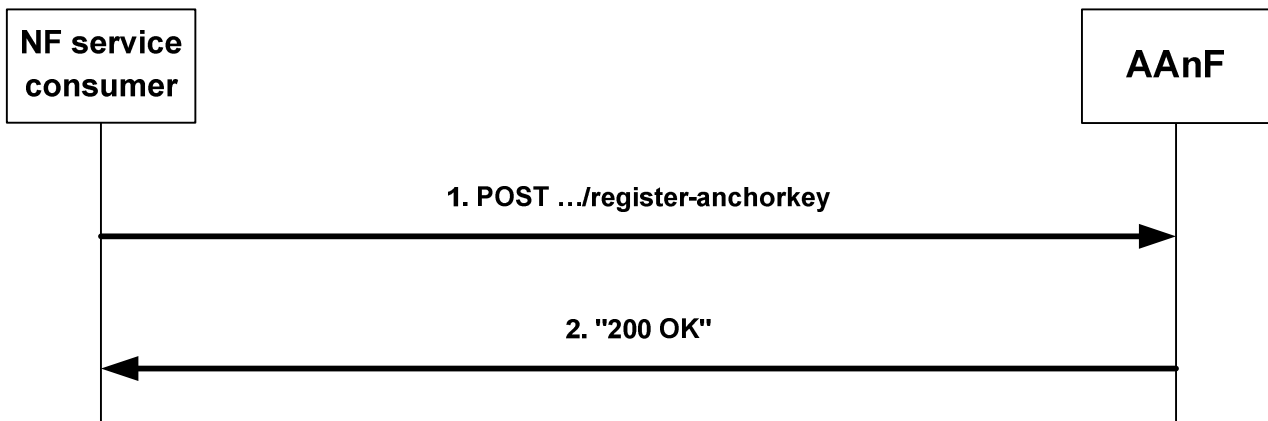 NF service
consumer
AAnF
1. POST .../register-anchorkey
2. "200 OK"